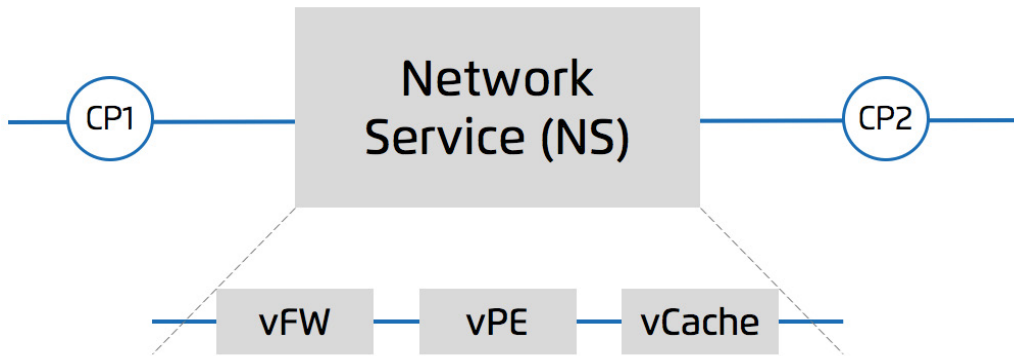 Network
Service (NS)
CP1
CP2
vFW
vPE
vCache